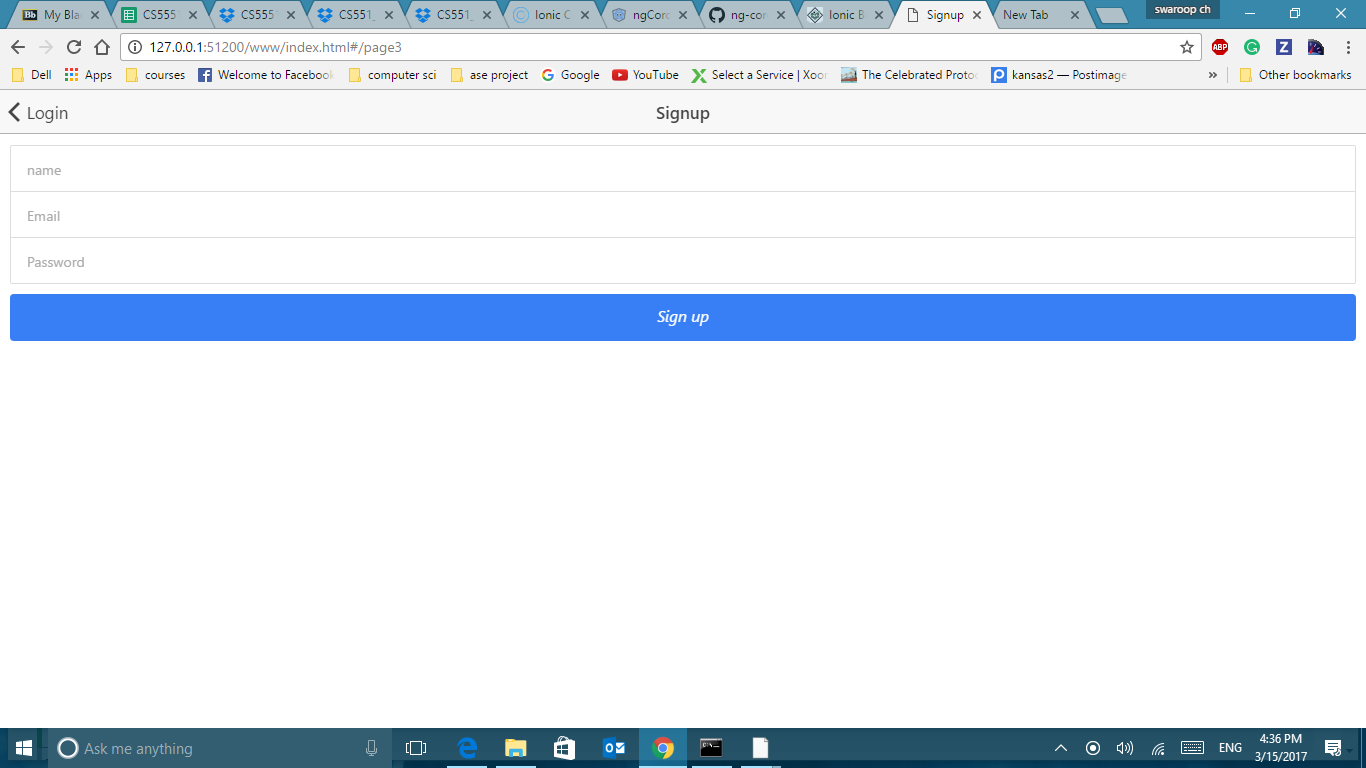 swaroop ch
Bb My Bla CS555 CS555 CS551_ CS551_ Ionic C ngCord ng-cor Ionic B Signup New Tab
127.0.0.1:51200/www/index.html#/page3
ABP G Z
Dell Apps courses Welcome to Facebook computer sci ase project Google YouTube Select a Service | Xoo The Celebrated Proto kansas2 — Postimage » Other bookmarks
Login Signup
name
Email
Password
Sign up
Ask me anything ENG 4:36 PM
3/15/2017